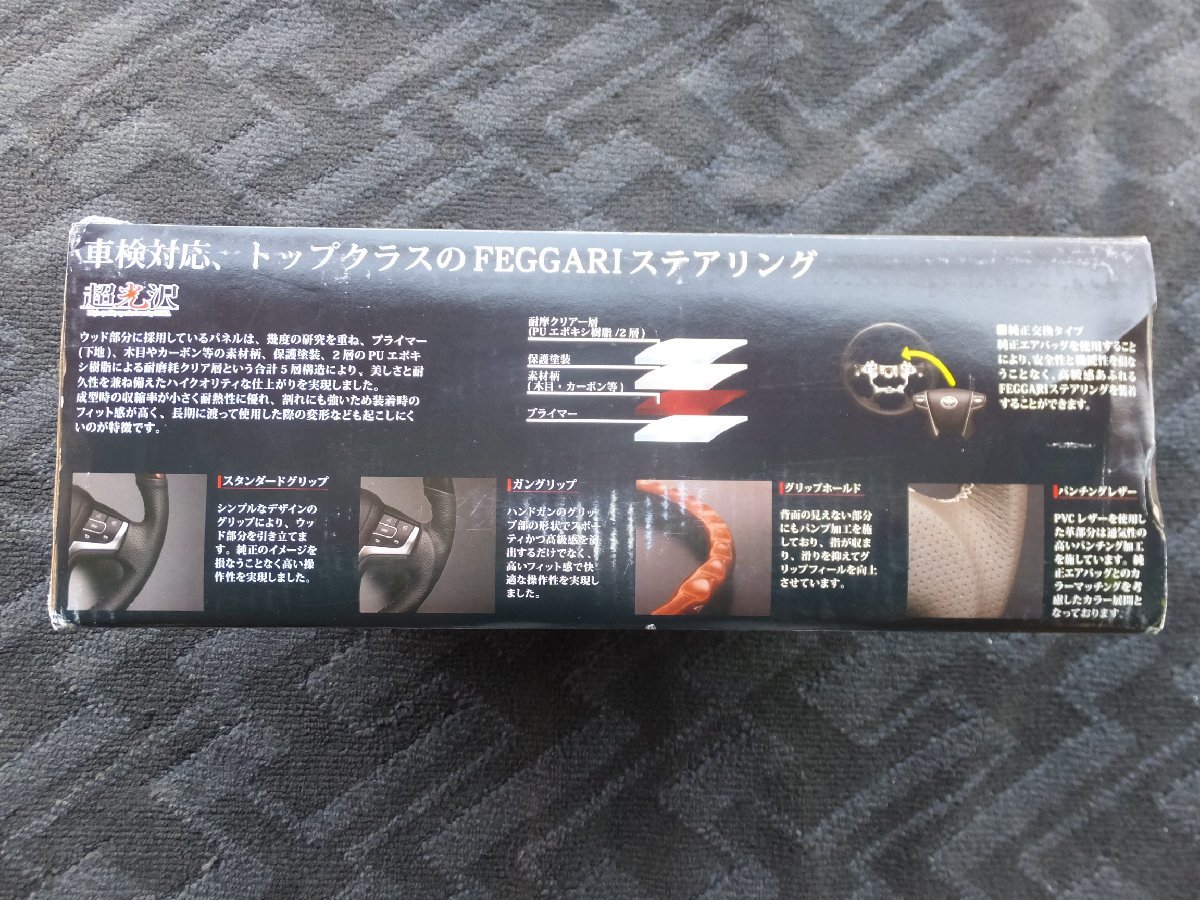 車検対応、トップクラスのFEGGARIステアリング
超光沢
ウッド部分に採用しているパネルは、幾度の研究を重ね、プライマー
(下地)、木目やカーボン等の素材柄、保護塗装、2層のPUエポキ
シ樹脂による耐磨耗クリア層という合計5層構造により、美しさと耐
久性を兼ね備えたハイクオリティな仕上がりを実現しました。
成型時の収縮率が小さく耐熱性に優れ、割れにも強いため装着時の
フィット感が高く、長期に渡って使用した際の変形なども起こしにく
いのが特徴です。
耐摩クリアー層
(PUエポキシ樹脂/2層)
保護塗装
素材柄
(木目・カーボン等)
プライマー
純正交換タイプ
純正エアバッグを使用すること
により、安全性と機能性を損な
うことなく、高級感あふれる
FEGGARIステアリングを装着
することができます。
スタンダードグリップ
シンプルなデザインの
グリップにより、ウッ
ド部分を引き立てま
す。純正のイメージを
損なうことなく高い操
作性を実現しました。
ガングリップ
ハンドガンのグリッ
プ部の形状でスポー
ティかつ高級感を演
出するだけでなく、
高いフィット感で快
適な操作性を実現し
ました。
グリップホールド
背面の見えない部分
にもバンプ加工を施
しており、指が収ま
り、滑りを抑えてグ
リップフィールを向上
させています。
パンチングレザー
PVCレザーを使用し
た革部分は通気性の
高いパンチング加工
を施しています。純
正エアバッグとのカ
ラーマッチングを考
慮したカラー展開と
なっております。